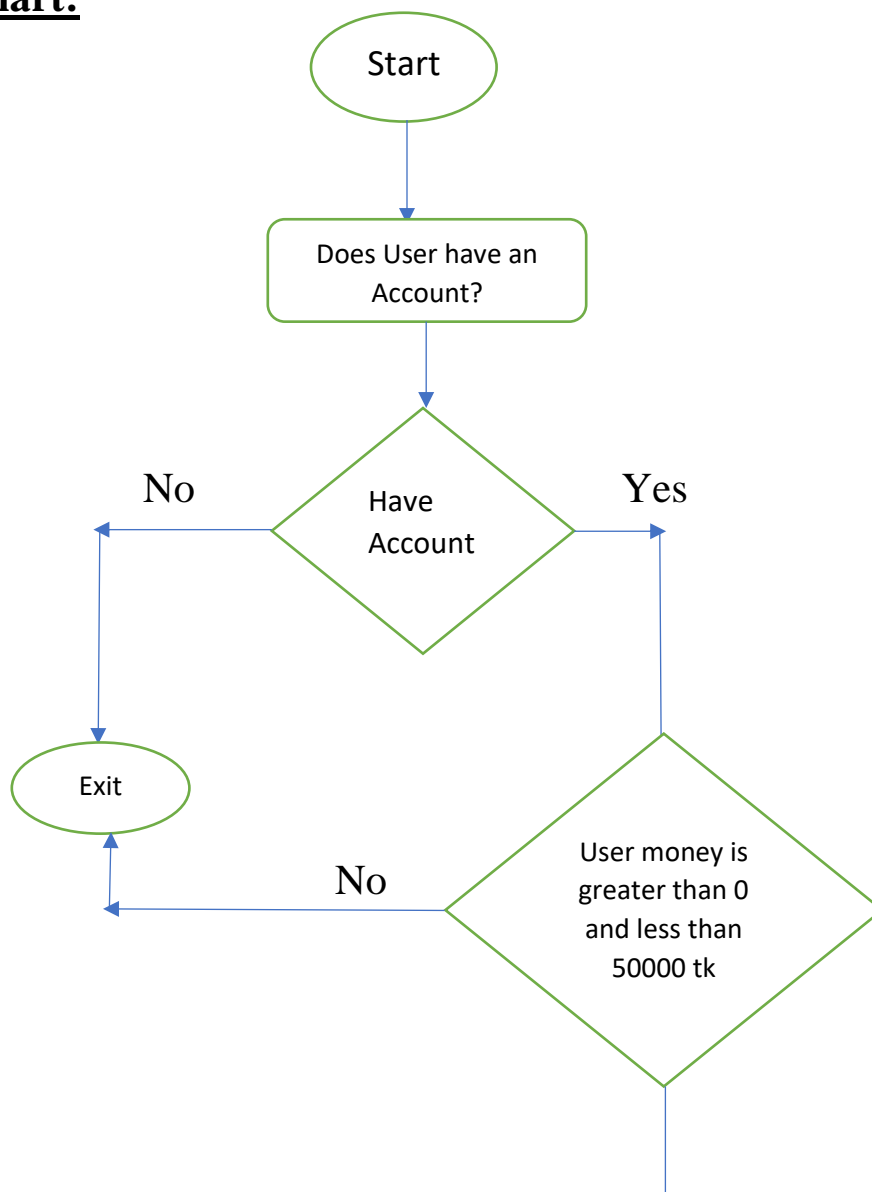 Start
Does User have an
Account?
No
Yes
Have
Account
Exit
User money is
greater than 0
and less than
50000 tk
No